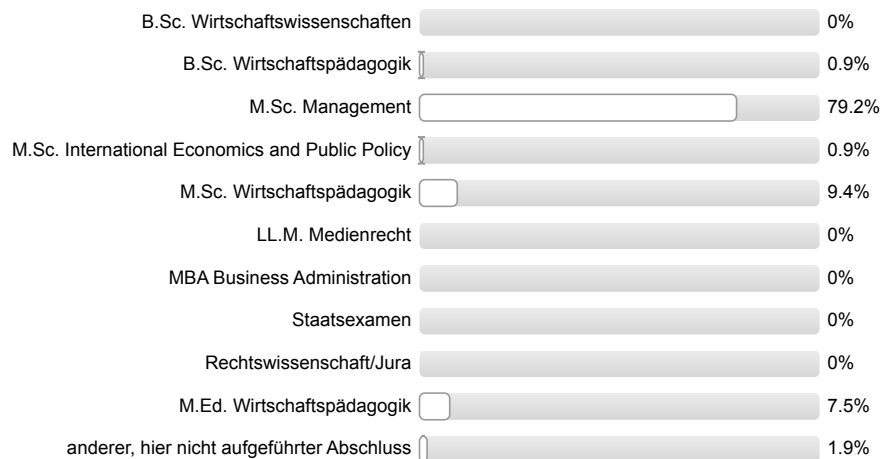 B.Sc. Wirtschaftswissenschaften 0%
B.Sc. Wirtschaftspädagogik 0.9%
M.Sc. Management 79.2%
M.Sc. International Economics and Public Policy 0.9%
M.Sc. Wirtschaftspädagogik 9.4%
LL.M. Medienrecht 0%
MBA Business Administration 0%
Staatsexamen 0%
Rechtswissenschaft/Jura 0%
M.Ed. Wirtschaftspädagogik 7.5%
anderer, hier nicht aufgeführter Abschluss 1.9%